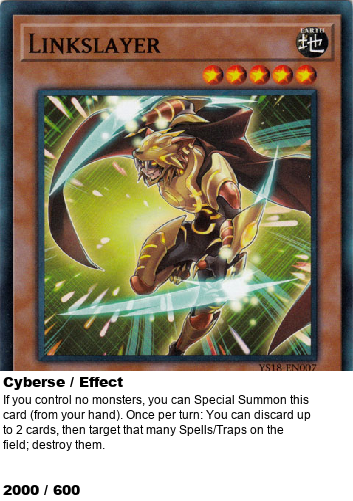 LINKSLAYER
EARTH
地
YS18-EN007
Cyberse / Effect
If you control no monsters, you can Special Summon this
card (from your hand). Once per turn: You can discard up
to 2 cards, then target that many Spells/Traps on the
field; destroy them.
2000 / 600